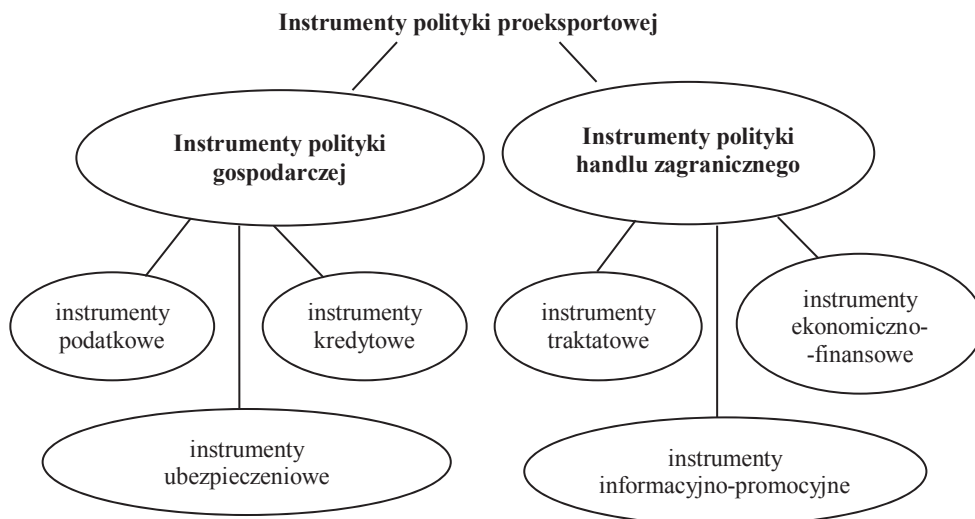 Instrumenty polityki proeksportowej
Instrumenty polityki
gospodarczej
Instrumenty polityki
handlu zagranicznego
instrumenty
podatkowe
instrumenty
kredytowe
instrumenty
traktatowe
instrumenty
ekonomiczno-
-finansowe
instrumenty
ubezpieczeniowe
instrumenty
informacyjno-promocyjne